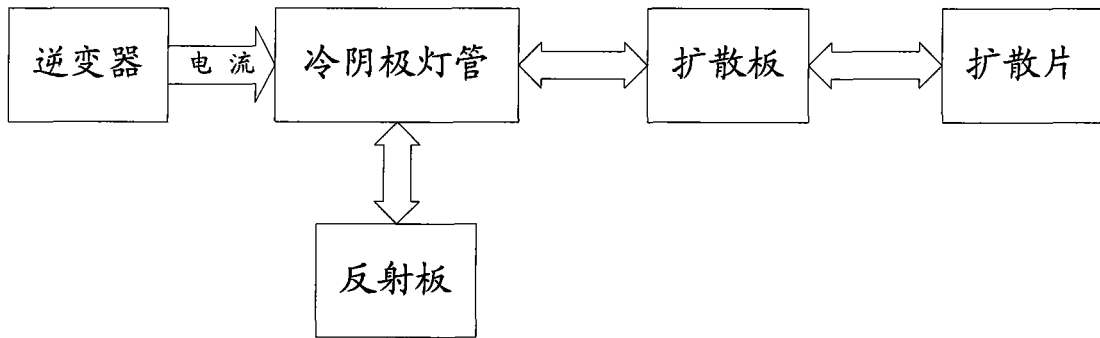 逆变器
电流
冷阴极灯管
扩散板
扩散片
反射板